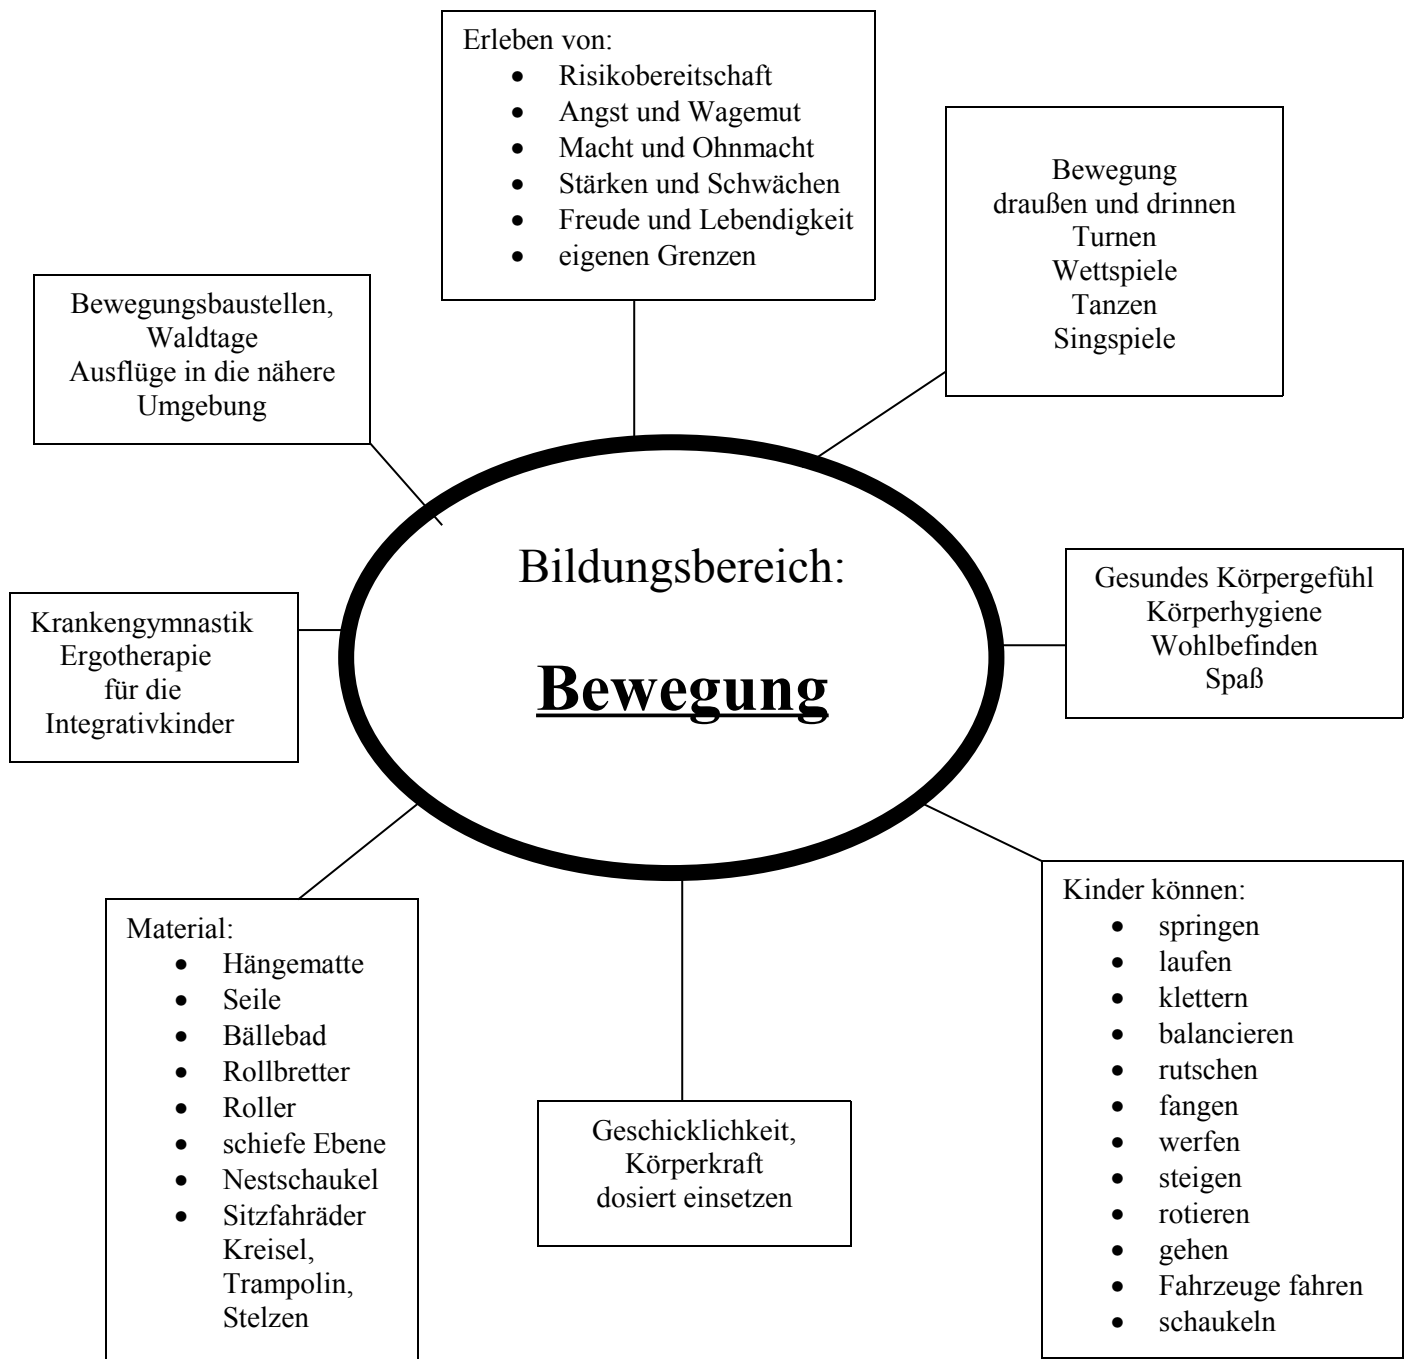 Erleben von:
• Risikobereitschaft
• Angst und Wagemut
• Macht und Ohnmacht
• Stärken und Schwächen
• Freude und Lebendigkeit
• eigenen Grenzen
Bewegung
draußen und drinnen
Turnen
Wettspiele
Tanzen
Singspiele
Bewegungsbaustellen,
Waldtage
Ausflüge in die nähere
Umgebung
Bildungsbereich:
Bewegung
Gesundes Körpergefühl
Körperhygiene
Wohlbefinden
Spaß
Krankengymnastik
Ergotherapie
für die
Integrativkinder
Material:
• Hängematte
• Seile
• Bällebad
• Rollbretter
• Roller
• schiefe Ebene
• Nestschaukel
• Sitzfahräder
Kreisel,
Trampolin,
Stelzen
Geschicklichkeit,
Körperkraft
dosiert einsetzen
Kinder können:
• springen
• laufen
• klettern
• balancieren
• rutschen
• fangen
• werfen
• steigen
• rotieren
• gehen
• Fahrzeuge fahren
• schaukeln